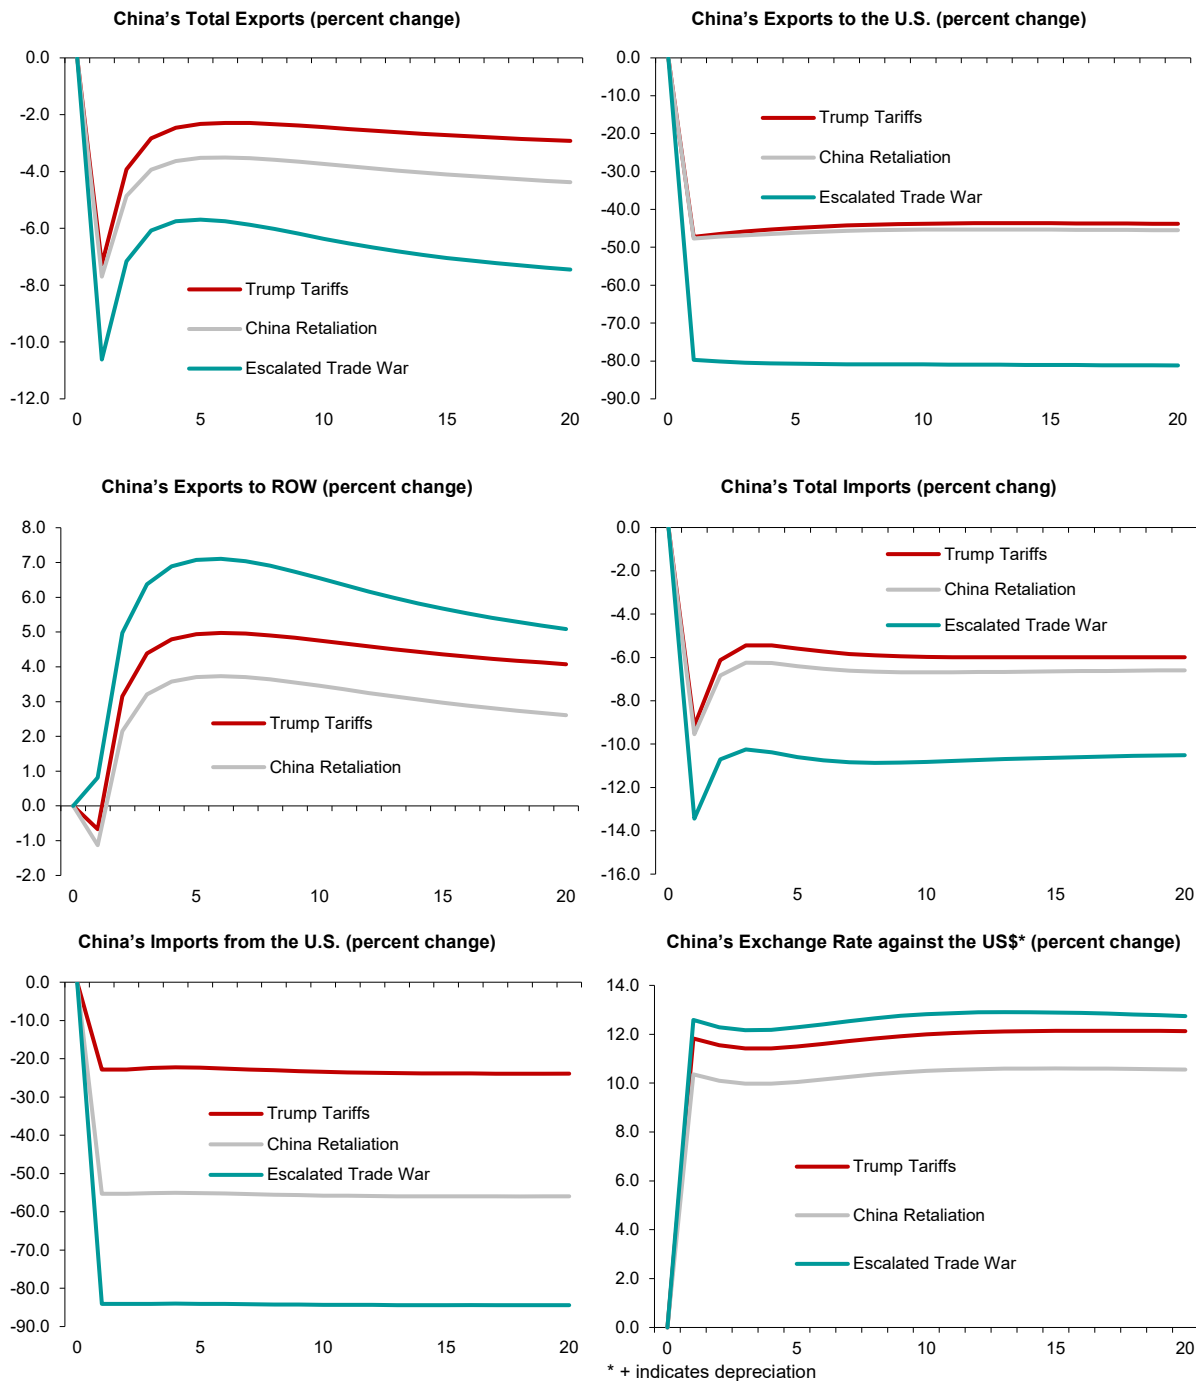 China's Total Exports (percent change)
0.0
-2.0
-4.0
-6.0
-8.0
-10.0
-12.0
Trump Tariffs
China Retaliation
Escalated Trade War
0 5 10 15 20
China's Exports to the U.S. (percent change)
0.0
-10.0
-20.0
-30.0
-40.0
-50.0
-60.0
-70.0
-80.0
-90.0
Trump Tariffs
China Retaliation
Escalated Trade War
0 5 10 15 20
China's Exports to ROW (percent change)
8.0
7.0
6.0
5.0
4.0
3.0
2.0
1.0
0.0
-1.0
-2.0
Trump Tariffs
China Retaliation
0 5 10 15 20
China's Total Imports (percent chang)
0.0
-2.0
-4.0
-6.0
-8.0
-10.0
-12.0
-14.0
-16.0
Trump Tariffs
China Retaliation
Escalated Trade War
0 5 10 15 20
China's Imports from the U.S. (percent change)
0.0
-10.0
-20.0
-30.0
-40.0
-50.0
-60.0
-70.0
-80.0
-90.0
Trump Tariffs
China Retaliation
Escalated Trade War
0 5 10 15 20
China's Exchange Rate against the US$* (percent change)
14.0
12.0
10.0
8.0
6.0
4.0
2.0
0.0
Trump Tariffs
China Retaliation
Escalated Trade War
0 5 10 15 20
* + indicates depreciation